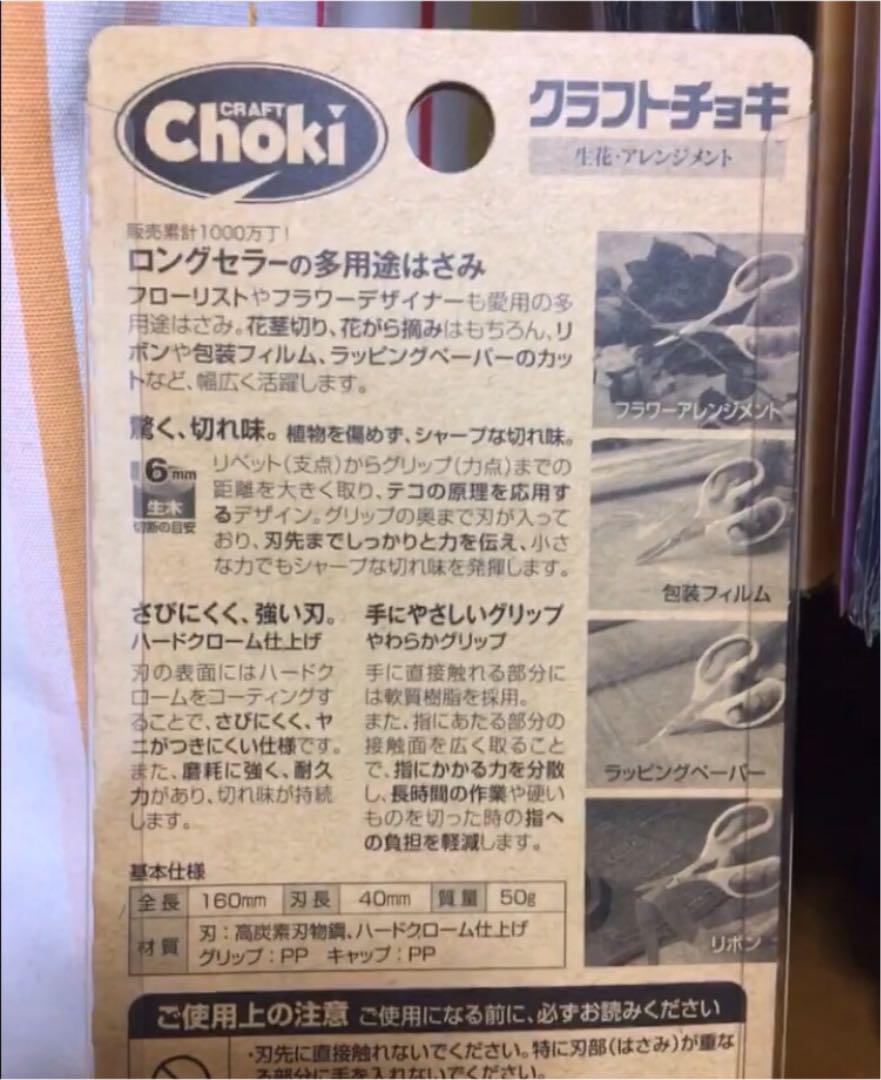 CRAFT
Choki
クラフトチョキ
生花・アレンジメント
販売累計1000万丁！
ロングセラーの多用途はさみ
フローリストやフラワーデザイナーも愛用の多
用途はさみ。花茎切り、花がら摘みはもちろん、リ
ボンや包装フィルム、ラッピングペーパーのカッ
トなど、幅広く活躍します。
フラワーアレンジメント
驚く、切れ味。植物を傷めず、シャープな切れ味。
6mm
生木
切断の目安
リベット（支点）からグリップ（力点）までの
距離を大きく取り、テコの原理を応用す
るデザイン。グリップの奥まで刃が入って
おり、刃先までしっかりと力を伝え、小さ
な力でもシャープな切れ味を発揮します。
包装フィルム
さびにくく、強い刃。
ハードクローム仕上げ
刃の表面にはハードク
ロームをコーティングす
ることで、さびにくく、ヤ
ニがつきにくい仕様です。
また、磨耗に強く、耐久
力があり、切れ味が持続
します。
手にやさしいグリップ
やわらかグリップ
手に直接触れる部分に
は軟質樹脂を採用。
また、指にあたる部分の
接触面を広く取ること
で、指にかかる力を分散
し、長時間の作業や硬い
ものを切った時の指へ
の負担を軽減します。
ラッピングペーパー
リボン
基本仕様
全長 160mm 刃長 40mm 質量 50g
材質 刃：高炭素刃物鋼、ハードクローム仕上げ
グリップ：PP キャップ：PP
ご使用上の注意 ご使用になる前に、必ずお読みください
・刃先に直接触れないでください。特に刃部（はさみ）が重な
る部分に手を入れないでください。